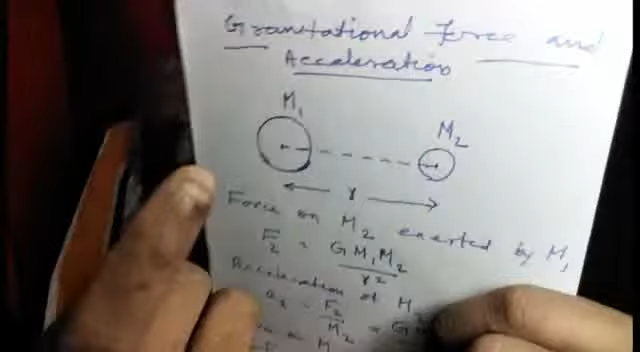 Gravitational Force and
Acceleration
M₁
M₂
r
Force on M₂ exerted by M₁
F₂ = GM₁M₂ / r²
Acceleration of M
a₂ = F₂ / M₂ = G
on M